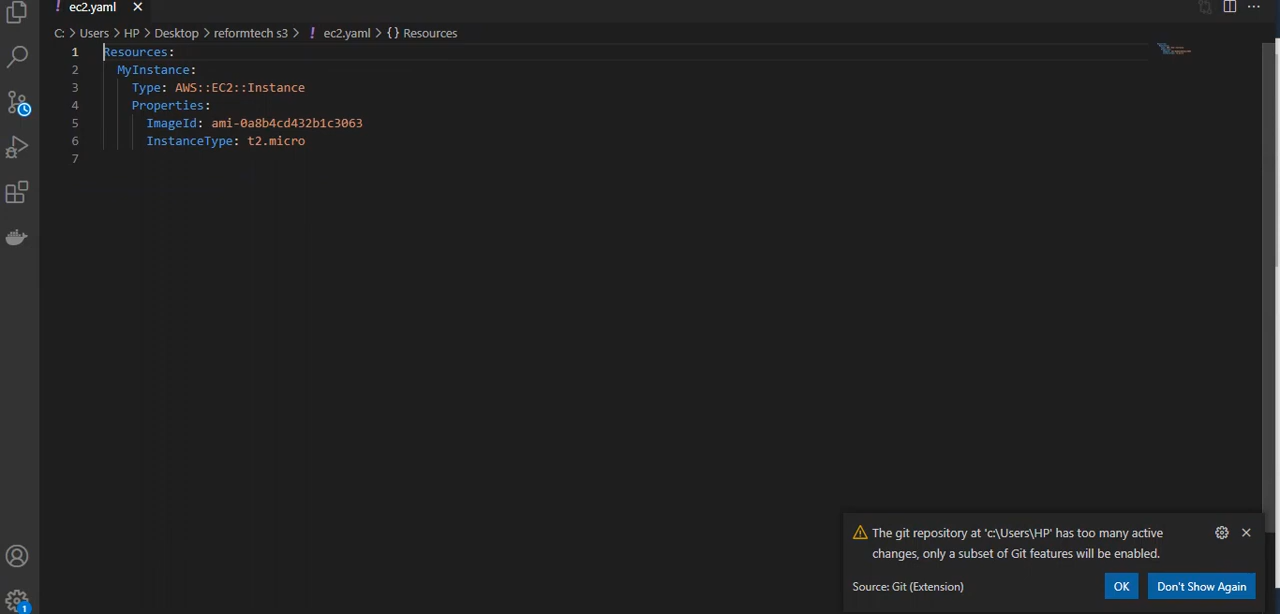 ! ec2.yaml ×
C: > Users > HP > Desktop > reformtech s3 > ! ec2.yaml > {} Resources
1 Resources:
2 MyInstance:
3 Type: AWS::EC2::Instance
4 Properties:
5 ImageId: ami-0a8b4cd432b1c3063
6 InstanceType: t2.micro
7
The git repository at 'c:\Users\HP' has too many active
changes, only a subset of Git features will be enabled.
Source: Git (Extension)
OK
Don't Show Again
1